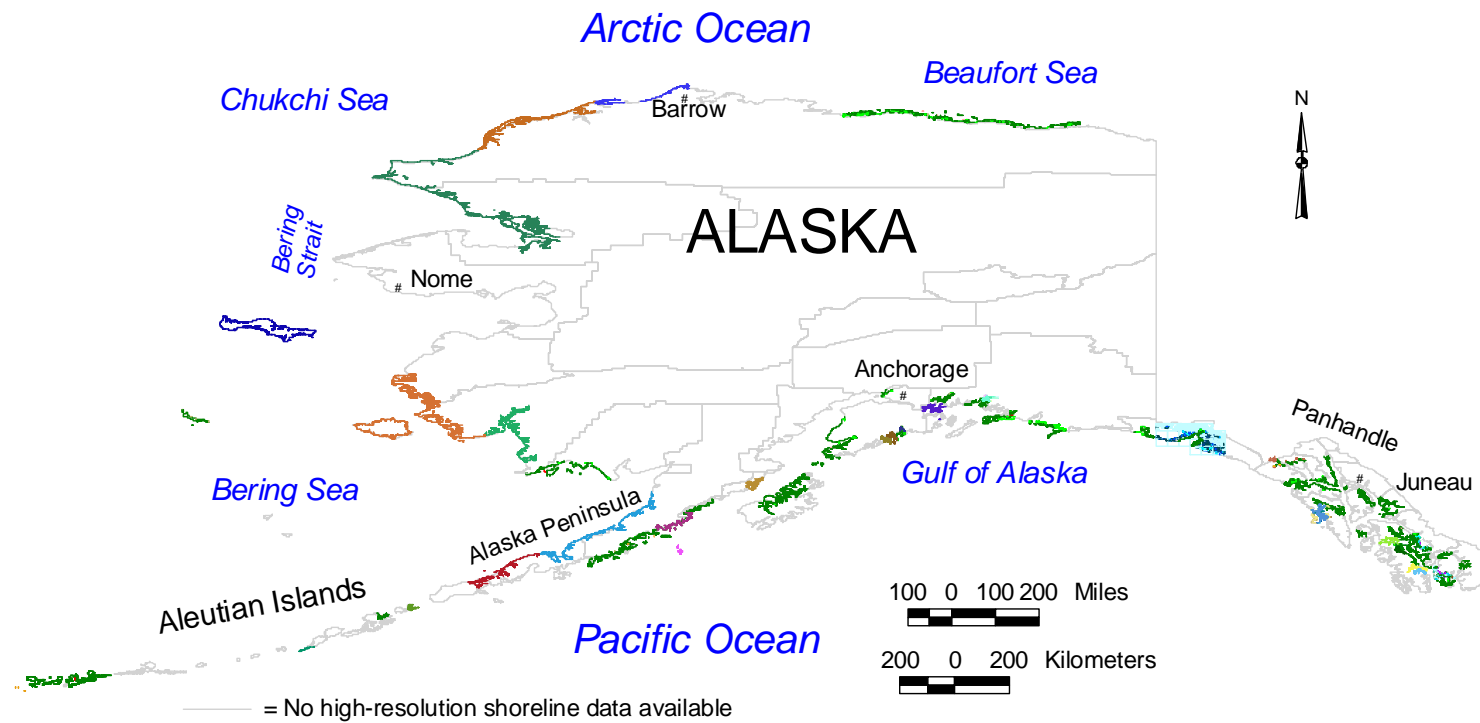 Arctic Ocean
Beaufort Sea
Chukchi Sea
Barrow
N
ALASKA
Bering
Strait
Nome
Anchorage
Panhandle
Juneau
Gulf of Alaska
Bering Sea
Alaska Peninsula
Aleutian Islands
Pacific Ocean
100 0 100 200 Miles
200 0 200 Kilometers
= No high-resolution shoreline data available